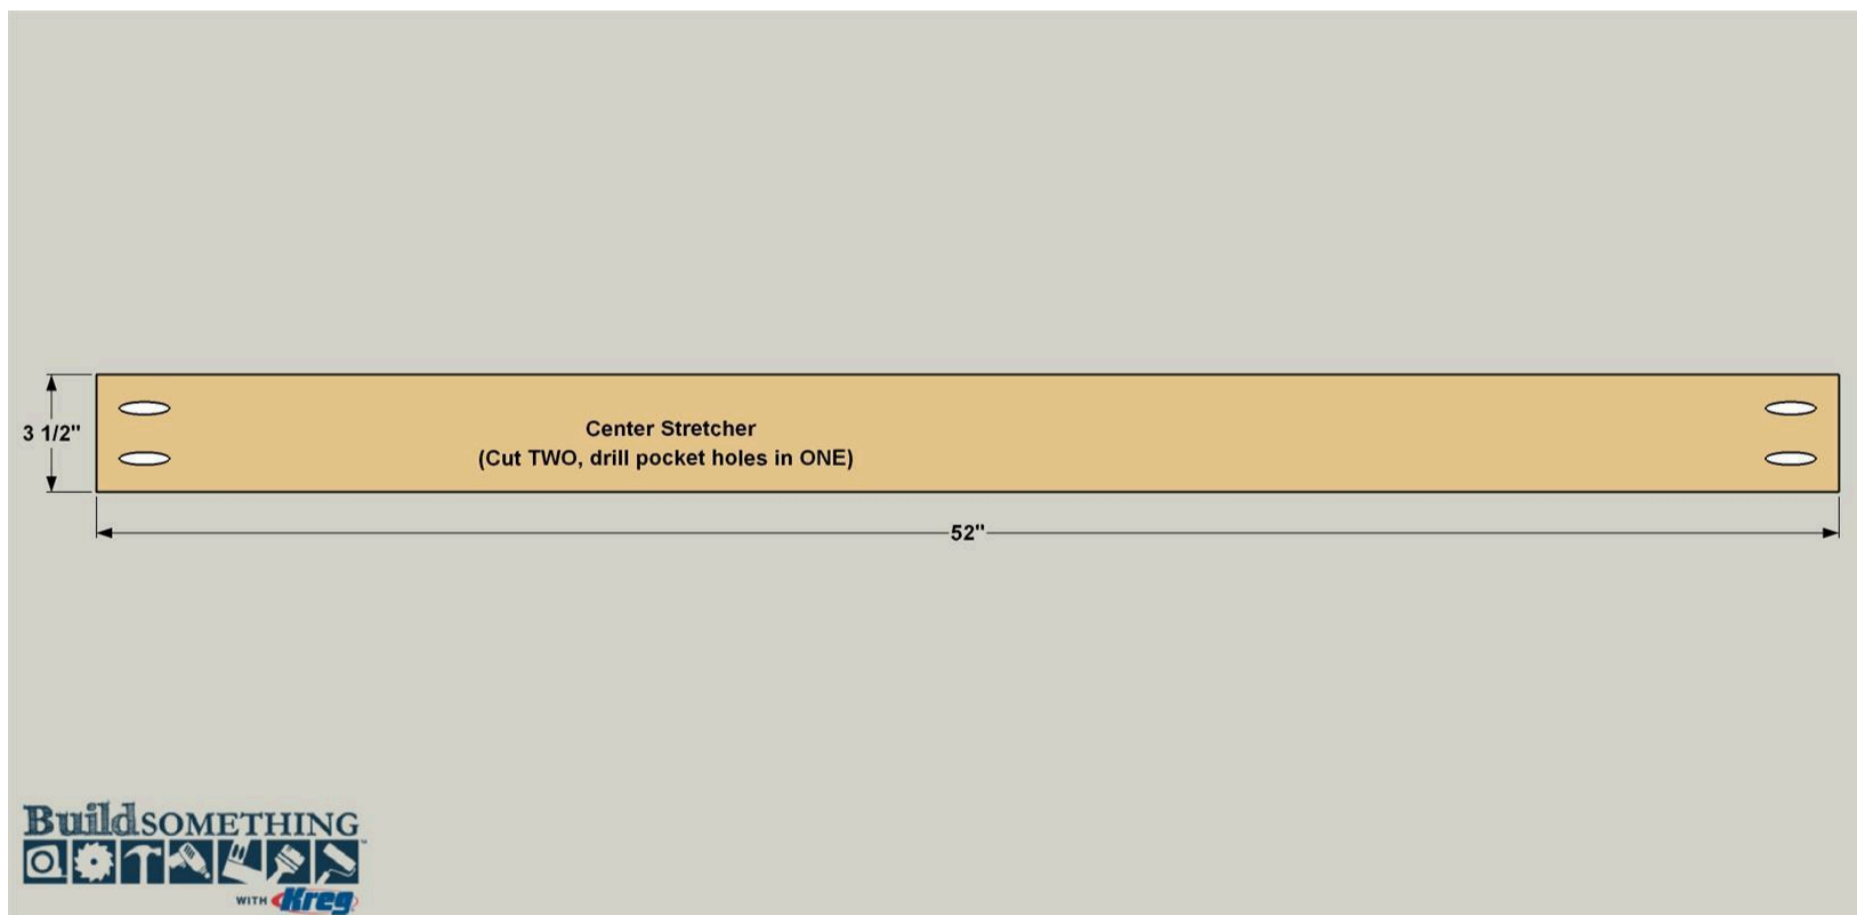 3 1/2"
Center Stretcher
(Cut TWO, drill pocket holes in ONE)
52"
BuildSOMETHING
WITH Kreg